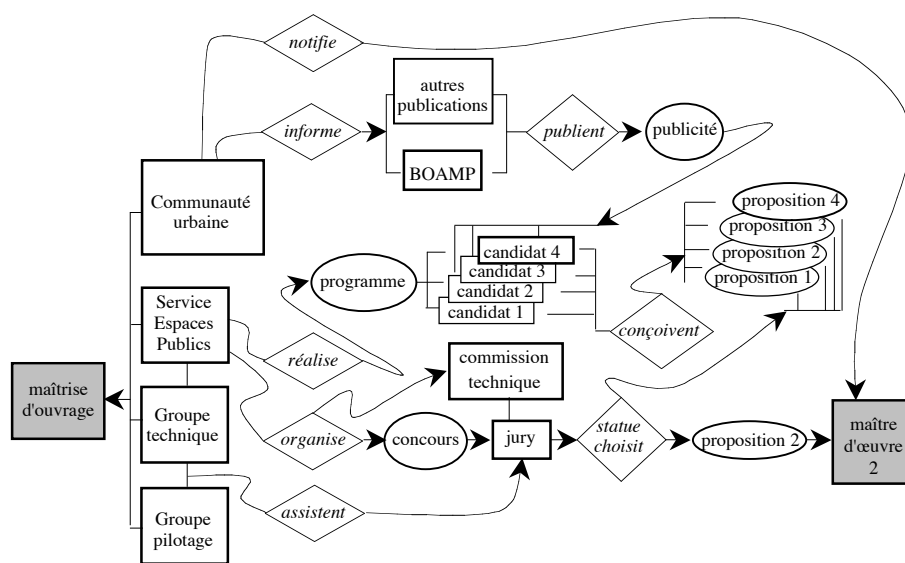 notifie
autres
publications
informe
publient
publicité
BOAMP
Communauté
urbaine
proposition 4
proposition 3
proposition 2
proposition 1
candidat 4
candidat 3
candidat 2
candidat 1
programme
conçoivent
Service
Espaces
Publics
réalise
commission
technique
maîtrise
d'ouvrage
Groupe
technique
organise
concours
jury
statue
choisit
proposition 2
maître
d'œuvre
2
Groupe
pilotage
assistent